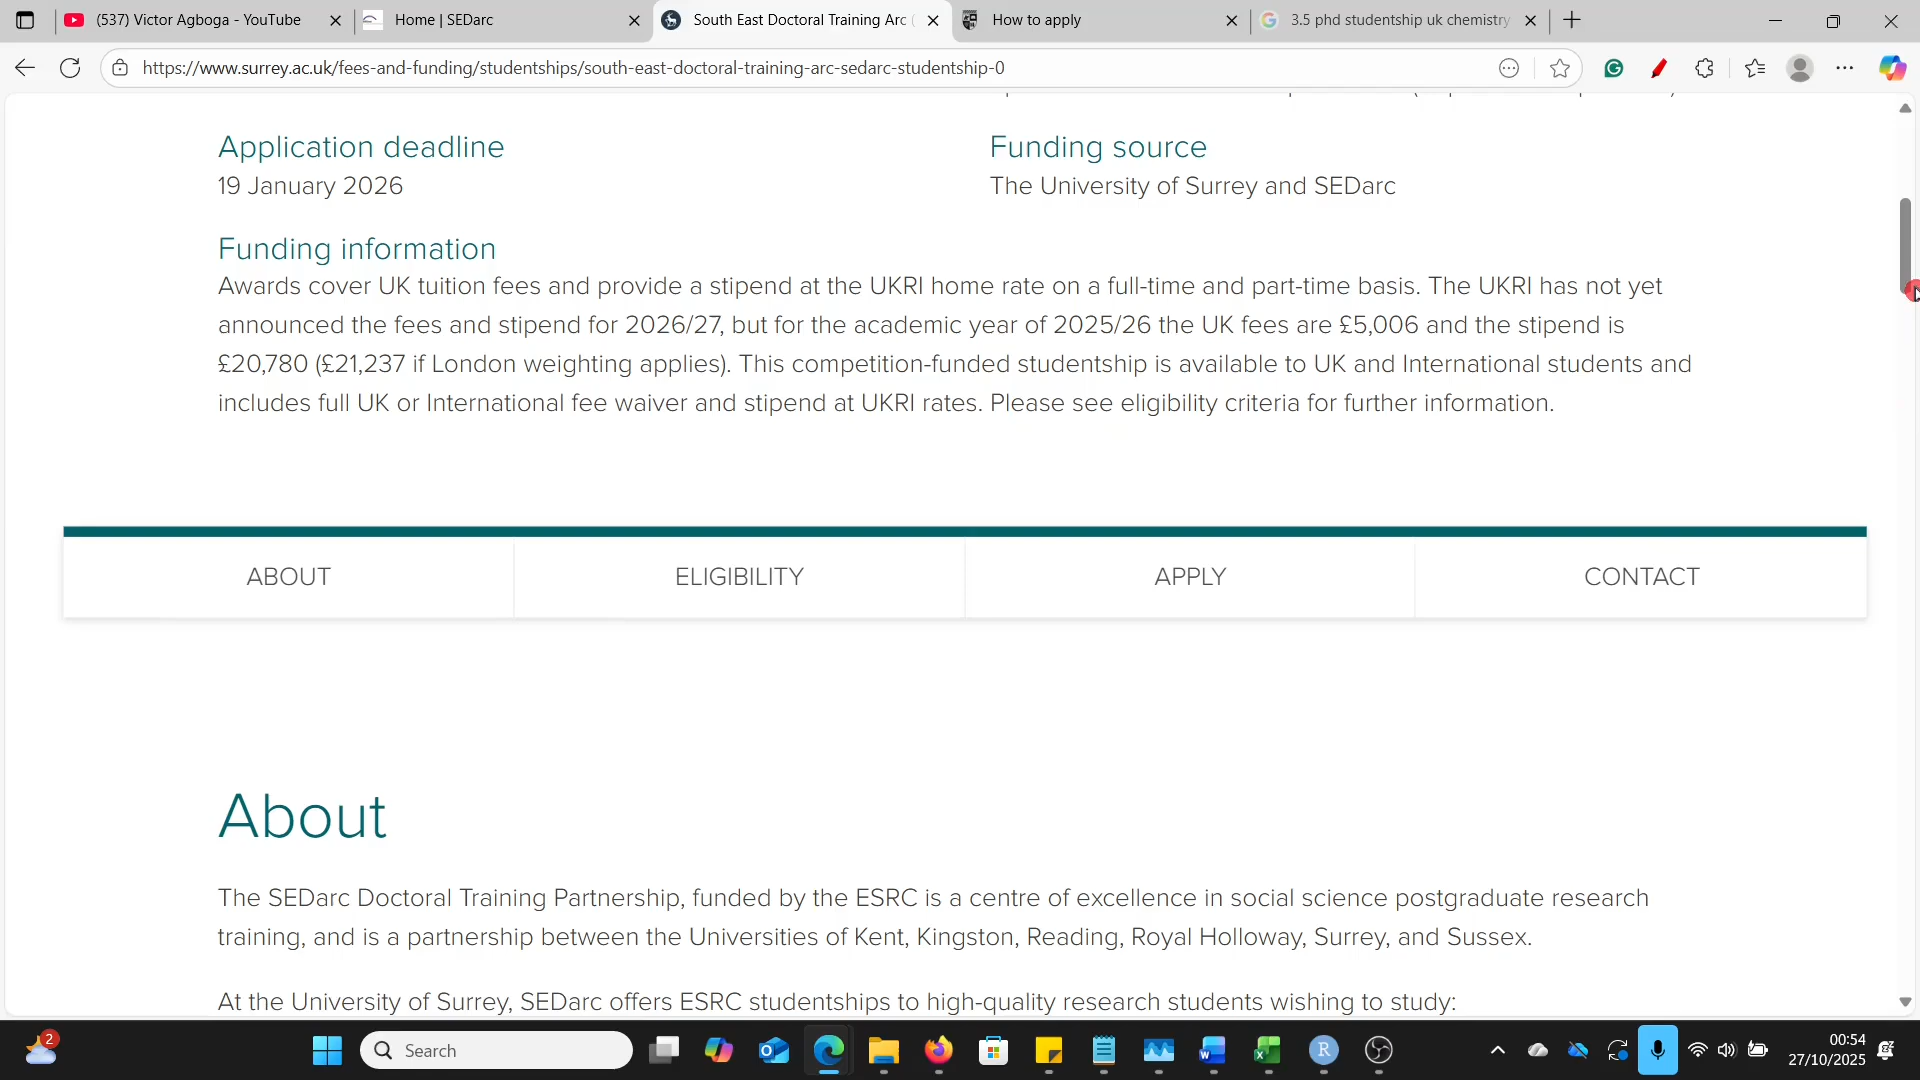 (537) Victor Agboga - YouTube
Home | SEDarc
South East Doctoral Training Arc (
How to apply
3.5 phd studentship uk chemistry
https://www.surrey.ac.uk/fees-and-funding/studentships/south-east-doctoral-training-arc-sedarc-studentship-0
Application deadline
19 January 2026
Funding source
The University of Surrey and SEDarc
Funding information
Awards cover UK tuition fees and provide a stipend at the UKRI home rate on a full-time and part-time basis. The UKRI has not yet
announced the fees and stipend for 2026/27, but for the academic year of 2025/26 the UK fees are £5,006 and the stipend is
£20,780 (£21,237 if London weighting applies). This competition-funded studentship is available to UK and International students and
includes full UK or International fee waiver and stipend at UKRI rates. Please see eligibility criteria for further information.
ABOUT
ELIGIBILITY
APPLY
CONTACT
About
The SEDarc Doctoral Training Partnership, funded by the ESRC is a centre of excellence in social science postgraduate research
training, and is a partnership between the Universities of Kent, Kingston, Reading, Royal Holloway, Surrey, and Sussex.
At the University of Surrey, SEDarc offers ESRC studentships to high-quality research students wishing to study:
2
Search
00:54
27/10/2025